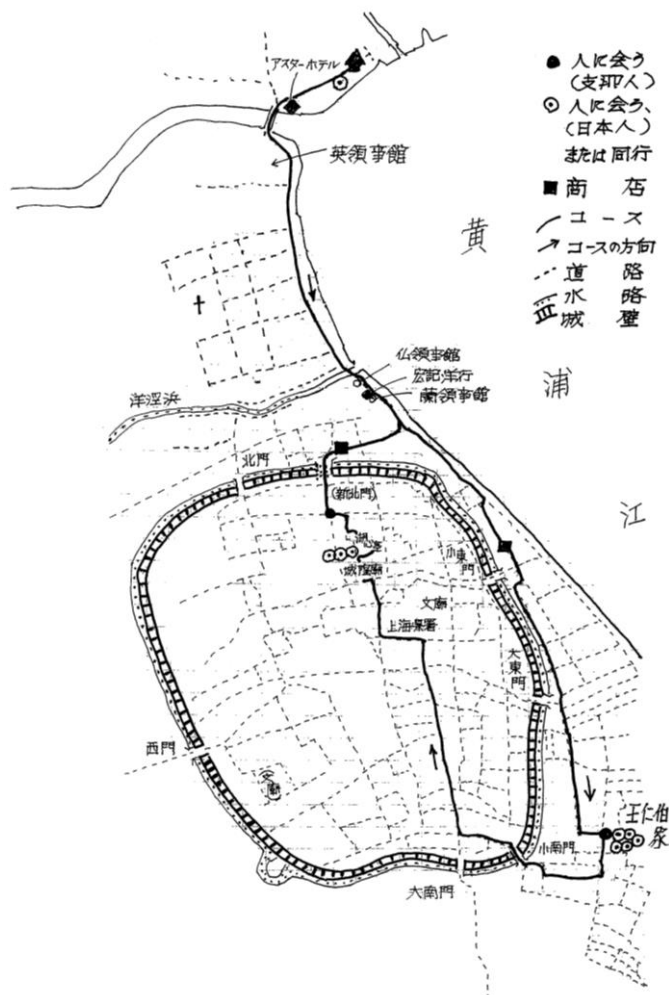 アスターホテル
英領事館
人に会う
(支那人)
人に会う、
(日本人)
または同行
商店
コース
コースの方向
道路
水路
城壁
黄
浦
江
仏領事館
宏記洋行
蘭領事館
洋涇浜
北門
(新北門)
小東門
城隍廟
文廟
上海県署
大東門
西門
王仁伯
家
小南門
大南門